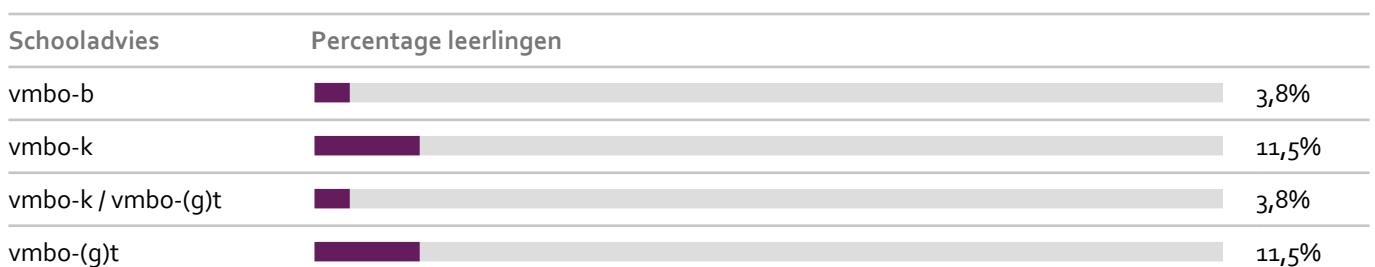 Schooladvies Percentage leerlingen
vmbo-b 3,8%
vmbo-k 11,5%
vmbo-k / vmbo-(g)t 3,8%
vmbo-(g)t 11,5%